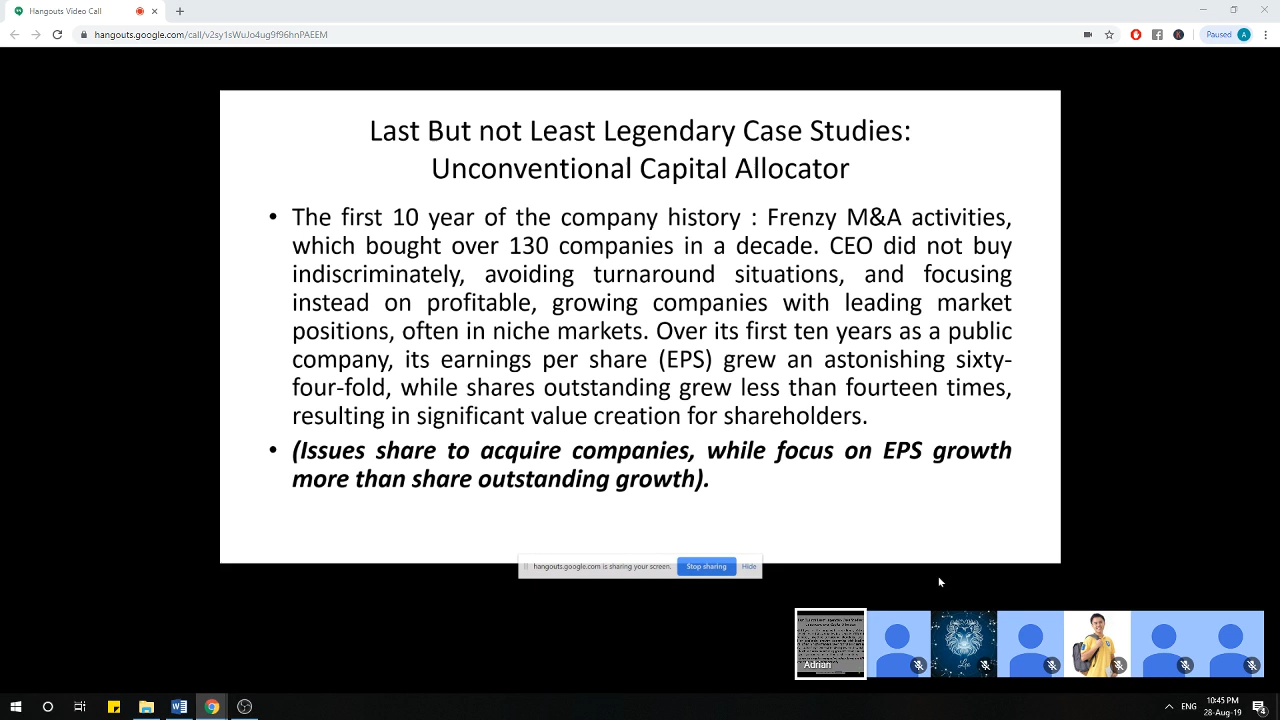 Hangouts Video Call
hangouts.google.com/call/v2sy1sWuJo4ug9f96hnPAEEM
Paused
A
Last But not Least Legendary Case Studies:
Unconventional Capital Allocator
• The first 10 year of the company history : Frenzy M&A activities,
which bought over 130 companies in a decade. CEO did not buy
indiscriminately, avoiding turnaround situations, and focusing
instead on profitable, growing companies with leading market
positions, often in niche markets. Over its first ten years as a public
company, its earnings per share (EPS) grew an astonishing sixty-
four-fold, while shares outstanding grew less than fourteen times,
resulting in significant value creation for shareholders.
• (Issues share to acquire companies, while focus on EPS growth
more than share outstanding growth).
hangouts.google.com is sharing your screen.
Stop sharing
Hide
Adrian
Leo
ENG
10:45 PM
28-Aug-19